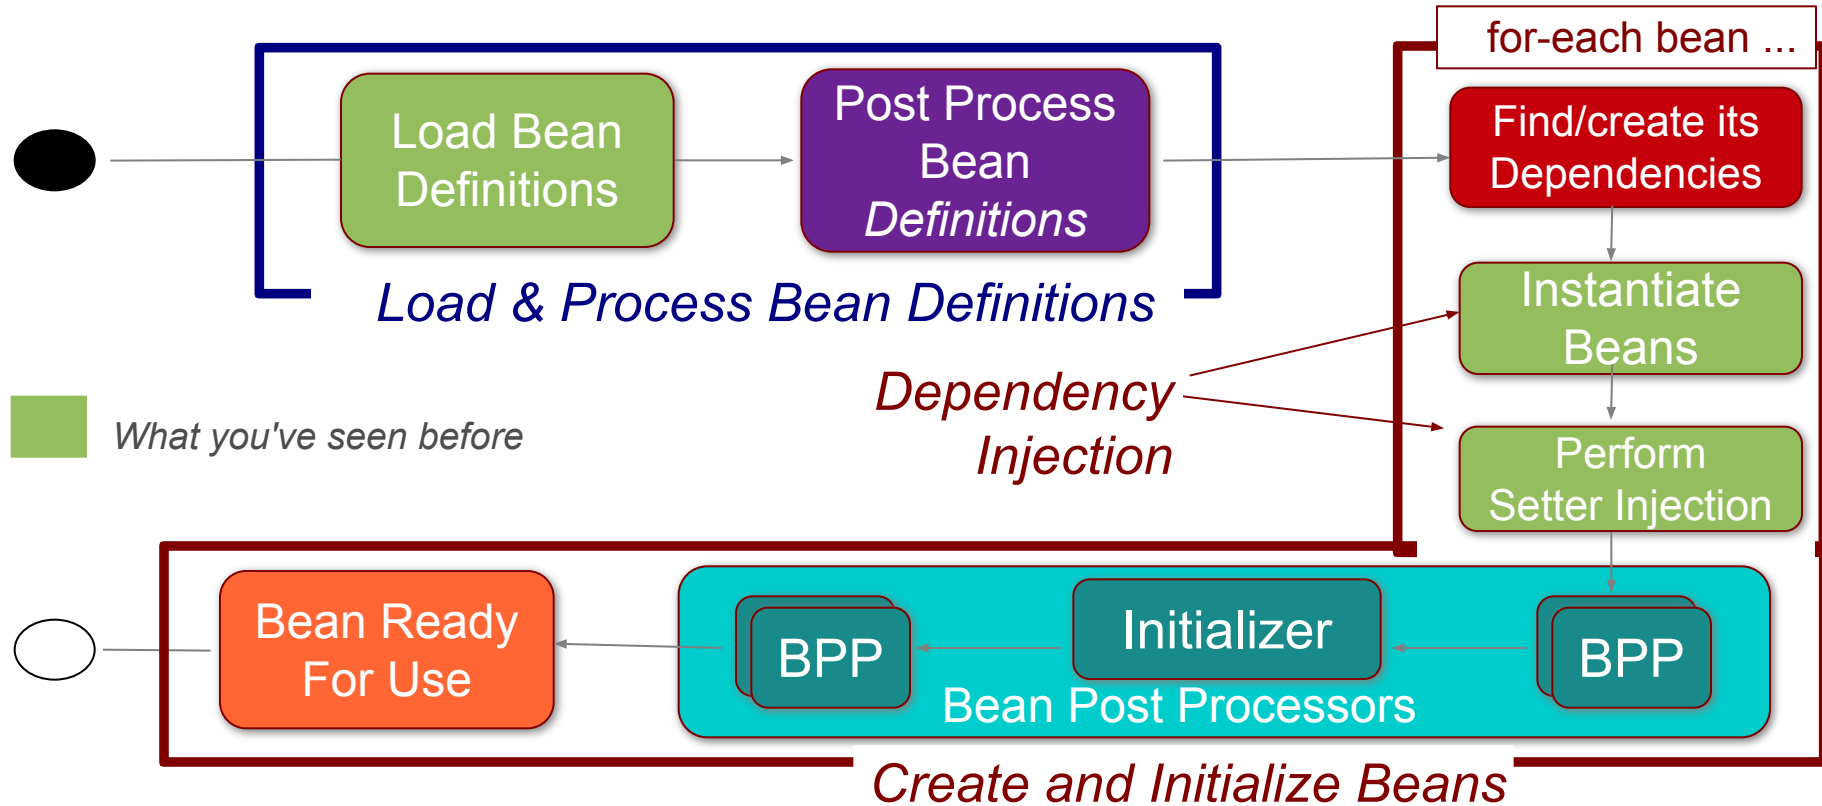 for-each bean ...
Load Bean
Definitions
Post Process
Bean
Definitions
Find/create its
Dependencies
Load & Process Bean Definitions
Instantiate
Beans
Dependency
Injection
What you've seen before
Perform
Setter Injection
Bean Ready
For Use
BPP
Initializer
BPP
Bean Post Processors
Create and Initialize Beans